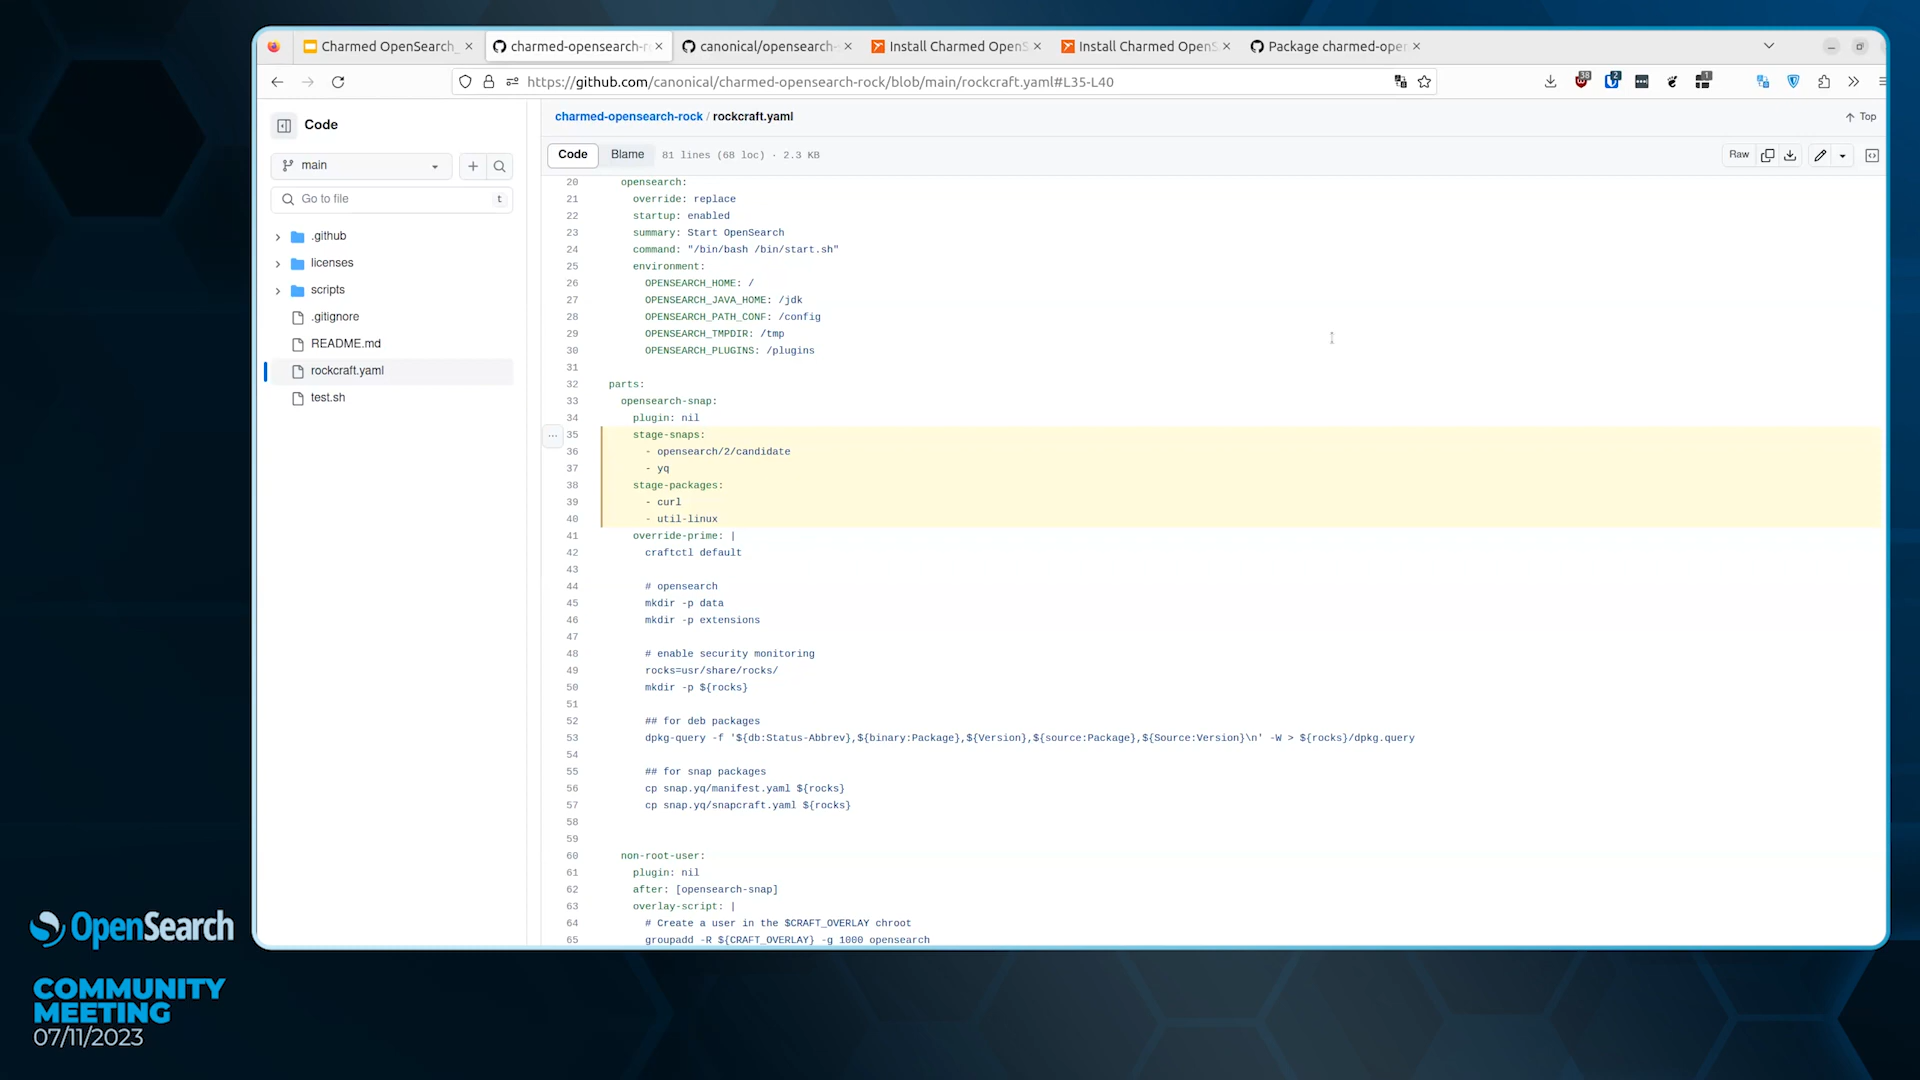 Charmed OpenSearch_
charmed-opensearch-r
canonical/opensearch-
Install Charmed OpenS
Install Charmed OpenS
Package charmed-oper
https://github.com/canonical/charmed-opensearch-rock/blob/main/rockcraft.yaml#L35-L40
38
2
1
Code
main
Go to file
t
.github
licenses
scripts
.gitignore
README.md
rockcraft.yaml
test.sh
charmed-opensearch-rock / rockcraft.yaml
Top
Code
Blame
81 lines (68 loc) · 2.3 KB
Raw
20 opensearch:
21 override: replace
22 startup: enabled
23 summary: Start OpenSearch
24 command: "/bin/bash /bin/start.sh"
25 environment:
26 OPENSEARCH_HOME: /
27 OPENSEARCH_JAVA_HOME: /jdk
28 OPENSEARCH_PATH_CONF: /config
29 OPENSEARCH_TMPDIR: /tmp
30 OPENSEARCH_PLUGINS: /plugins
31
32 parts:
33 opensearch-snap:
34 plugin: nil
35 stage-snaps:
36 - opensearch/2/candidate
37 - yq
38 stage-packages:
39 - curl
40 - util-linux
41 override-prime: |
42 craftctl default
43
44 # opensearch
45 mkdir -p data
46 mkdir -p extensions
47
48 # enable security monitoring
49 rocks=usr/share/rocks/
50 mkdir -p ${rocks}
51
52 ## for deb packages
53 dpkg-query -f '${db:Status-Abbrev},${binary:Package},${Version},${source:Package},${Source:Version}\n' -W > ${rocks}/dpkg.query
54
55 ## for snap packages
56 cp snap.yq/manifest.yaml ${rocks}
57 cp snap.yq/snapcraft.yaml ${rocks}
58
59
60 non-root-user:
61 plugin: nil
62 after: [opensearch-snap]
63 overlay-script: |
64 # Create a user in the $CRAFT_OVERLAY chroot
65 groupadd -R ${CRAFT_OVERLAY} -g 1000 opensearch
OpenSearch
COMMUNITY
MEETING
07/11/2023